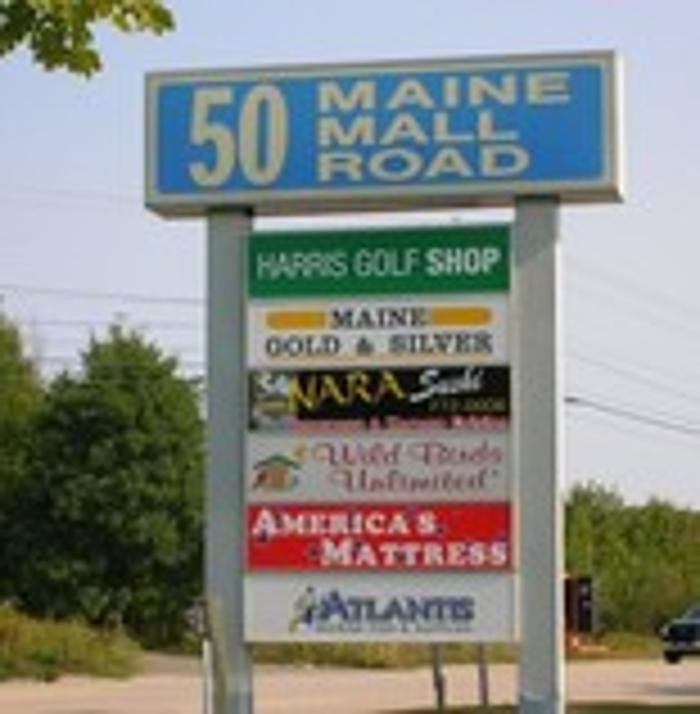 50 MAINE
MALL
ROAD
HARRIS GOLF SHOP
MAINE
GOLD & SILVER
NARA Sushi
Wild Birds
Unlimited
AMERICA'S
MATTRESS
ATLANTIS